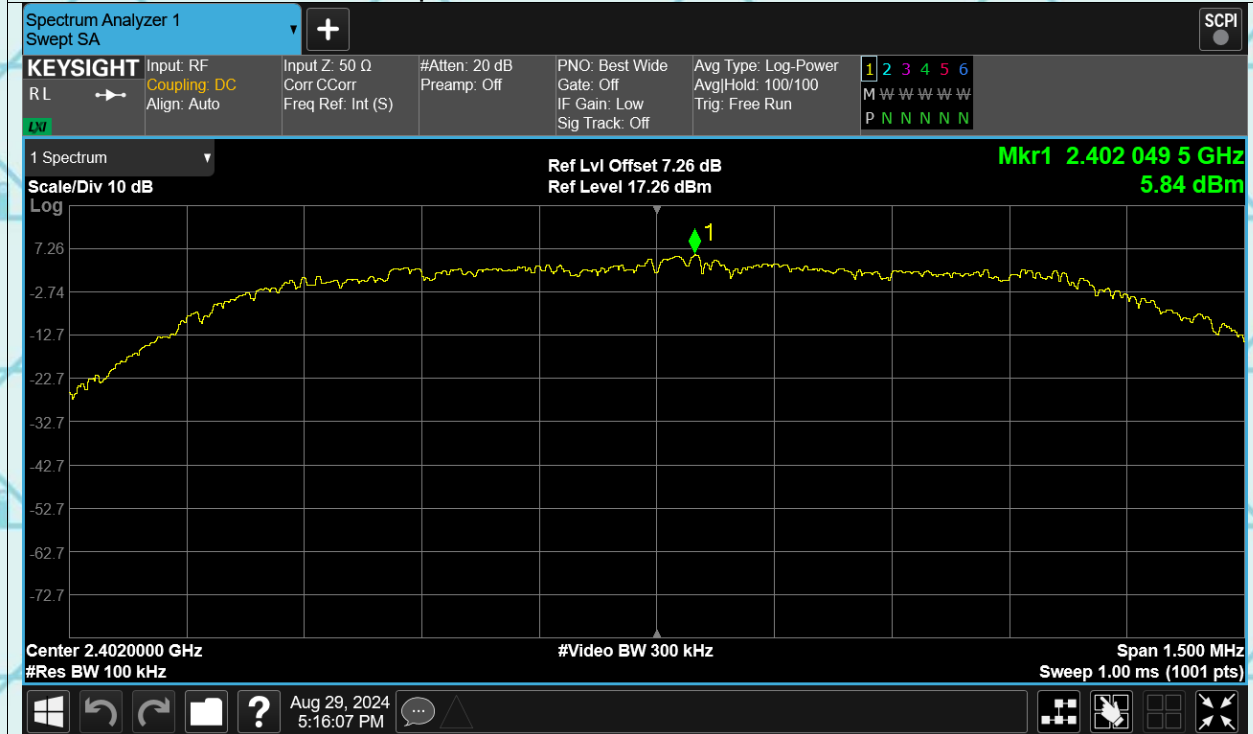 Spectrum Analyzer 1
Swept SA
SCPI
KEYSIGHT
R L
LXI
Input: RF
Coupling: DC
Align: Auto
Input Z: 50 Ω
Corr CCorr
Freq Ref: Int (S)
#Atten: 20 dB
Preamp: Off
PNO: Best Wide
Gate: Off
IF Gain: Low
Sig Track: Off
Avg Type: Log-Power
Avg|Hold: 100/100
Trig: Free Run
1 2 3 4 5 6
M W W W W W
P N N N N N
1 Spectrum
Scale/Div 10 dB
Ref Lvl Offset 7.26 dB
Ref Level 17.26 dBm
Mkr1 2.402 049 5 GHz
5.84 dBm
Log
1
7.26
-2.74
-12.7
-22.7
-32.7
-42.7
-52.7
-62.7
-72.7
Center 2.4020000 GHz
#Res BW 100 kHz
#Video BW 300 kHz
Span 1.500 MHz
Sweep 1.00 ms (1001 pts)
?
Aug 29, 2024
5:16:07 PM